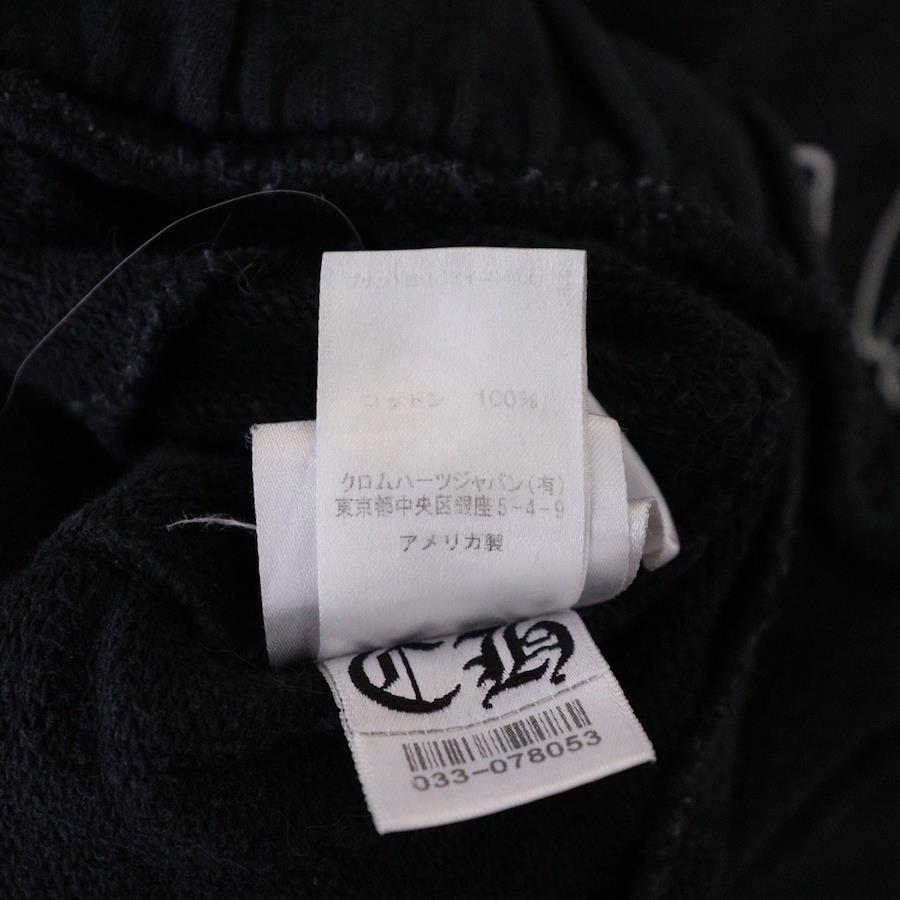 コットン 100%
クロムハーツジャパン(有)
東京都中央区銀座5-4-9
アメリカ製
CH
033-078053